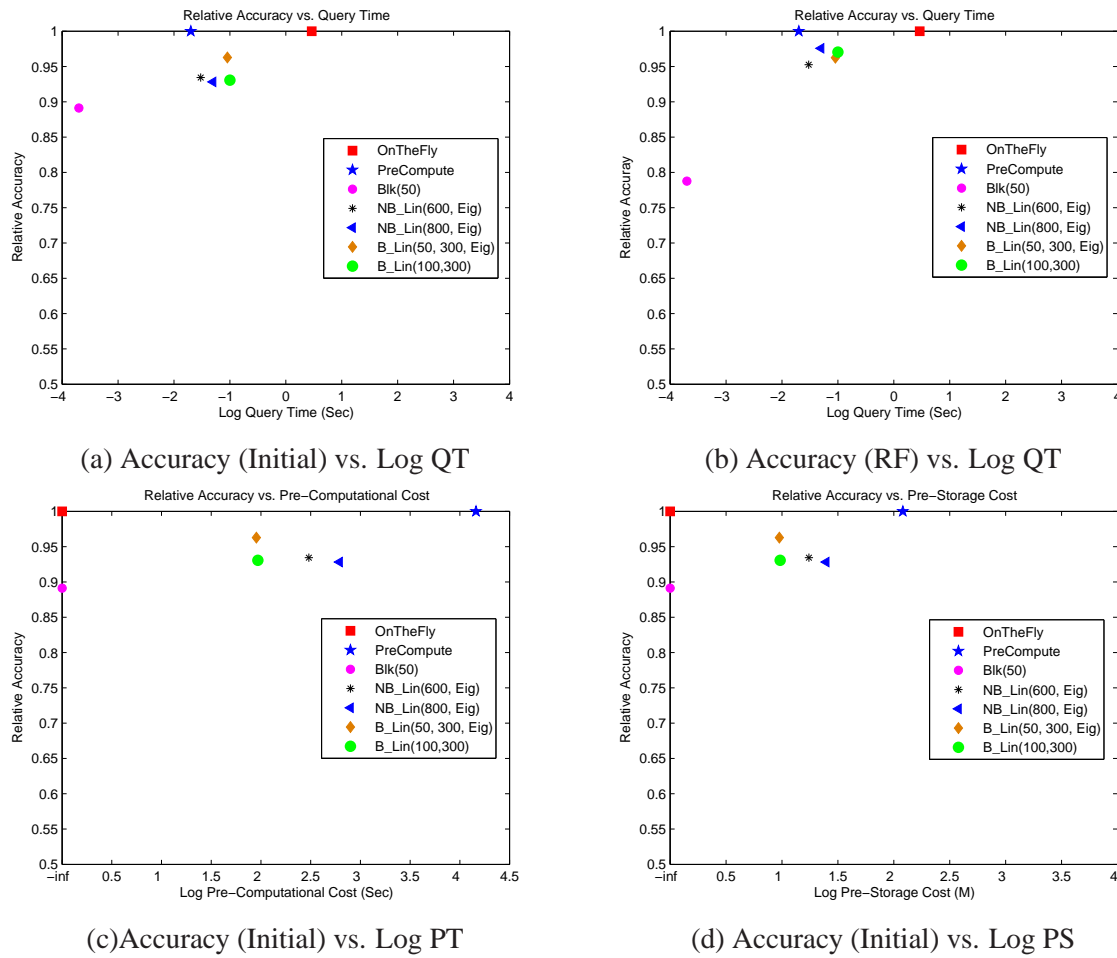 Relative Accuracy vs. Query Time
1
0.95
0.9
0.85
0.8
0.75
0.7
0.65
0.6
0.55
0.5
Relative Accuracy
OnTheFly
PreCompute
Blk(50)
NB_Lin(600, Eig)
NB_Lin(800, Eig)
B_Lin(50, 300, Eig)
B_Lin(100,300)
−4 −3 −2 −1 0 1 2 3 4
Log Query Time (Sec)
(a) Accuracy (Initial) vs. Log QT
Relative Accuray vs. Query Time
1
0.95
0.9
0.85
0.8
0.75
0.7
0.65
0.6
0.55
0.5
Relative Accuray
OnTheFly
PreCompute
Blk(50)
NB_Lin(600, Eig)
NB_Lin(800, Eig)
B_Lin(50, 300, Eig)
B_Lin(100,300)
−4 −3 −2 −1 0 1 2 3 4
Log Query Time (Sec)
(b) Accuracy (RF) vs. Log QT
Relative Accuracy vs. Pre−Computational Cost
1
0.95
0.9
0.85
0.8
0.75
0.7
0.65
0.6
0.55
0.5
Relative Accuracy
OnTheFly
PreCompute
Blk(50)
NB_Lin(600, Eig)
NB_Lin(800, Eig)
B_Lin(50, 300, Eig)
B_Lin(100,300)
−inf 0.5 1 1.5 2 2.5 3 3.5 4 4.5
Log Pre−Computational Cost (Sec)
(c)Accuracy (Initial) vs. Log PT
Relative Accuracy vs. Pre−Storage Cost
1
0.95
0.9
0.85
0.8
0.75
0.7
0.65
0.6
0.55
0.5
Relative Accuracy
OnTheFly
PreCompute
Blk(50)
NB_Lin(600, Eig)
NB_Lin(800, Eig)
B_Lin(50, 300, Eig)
B_Lin(100,300)
−inf 0.5 1 1.5 2 2.5 3 3.5 4
Log Pre−Storage Cost (M)
(d) Accuracy (Initial) vs. Log PS